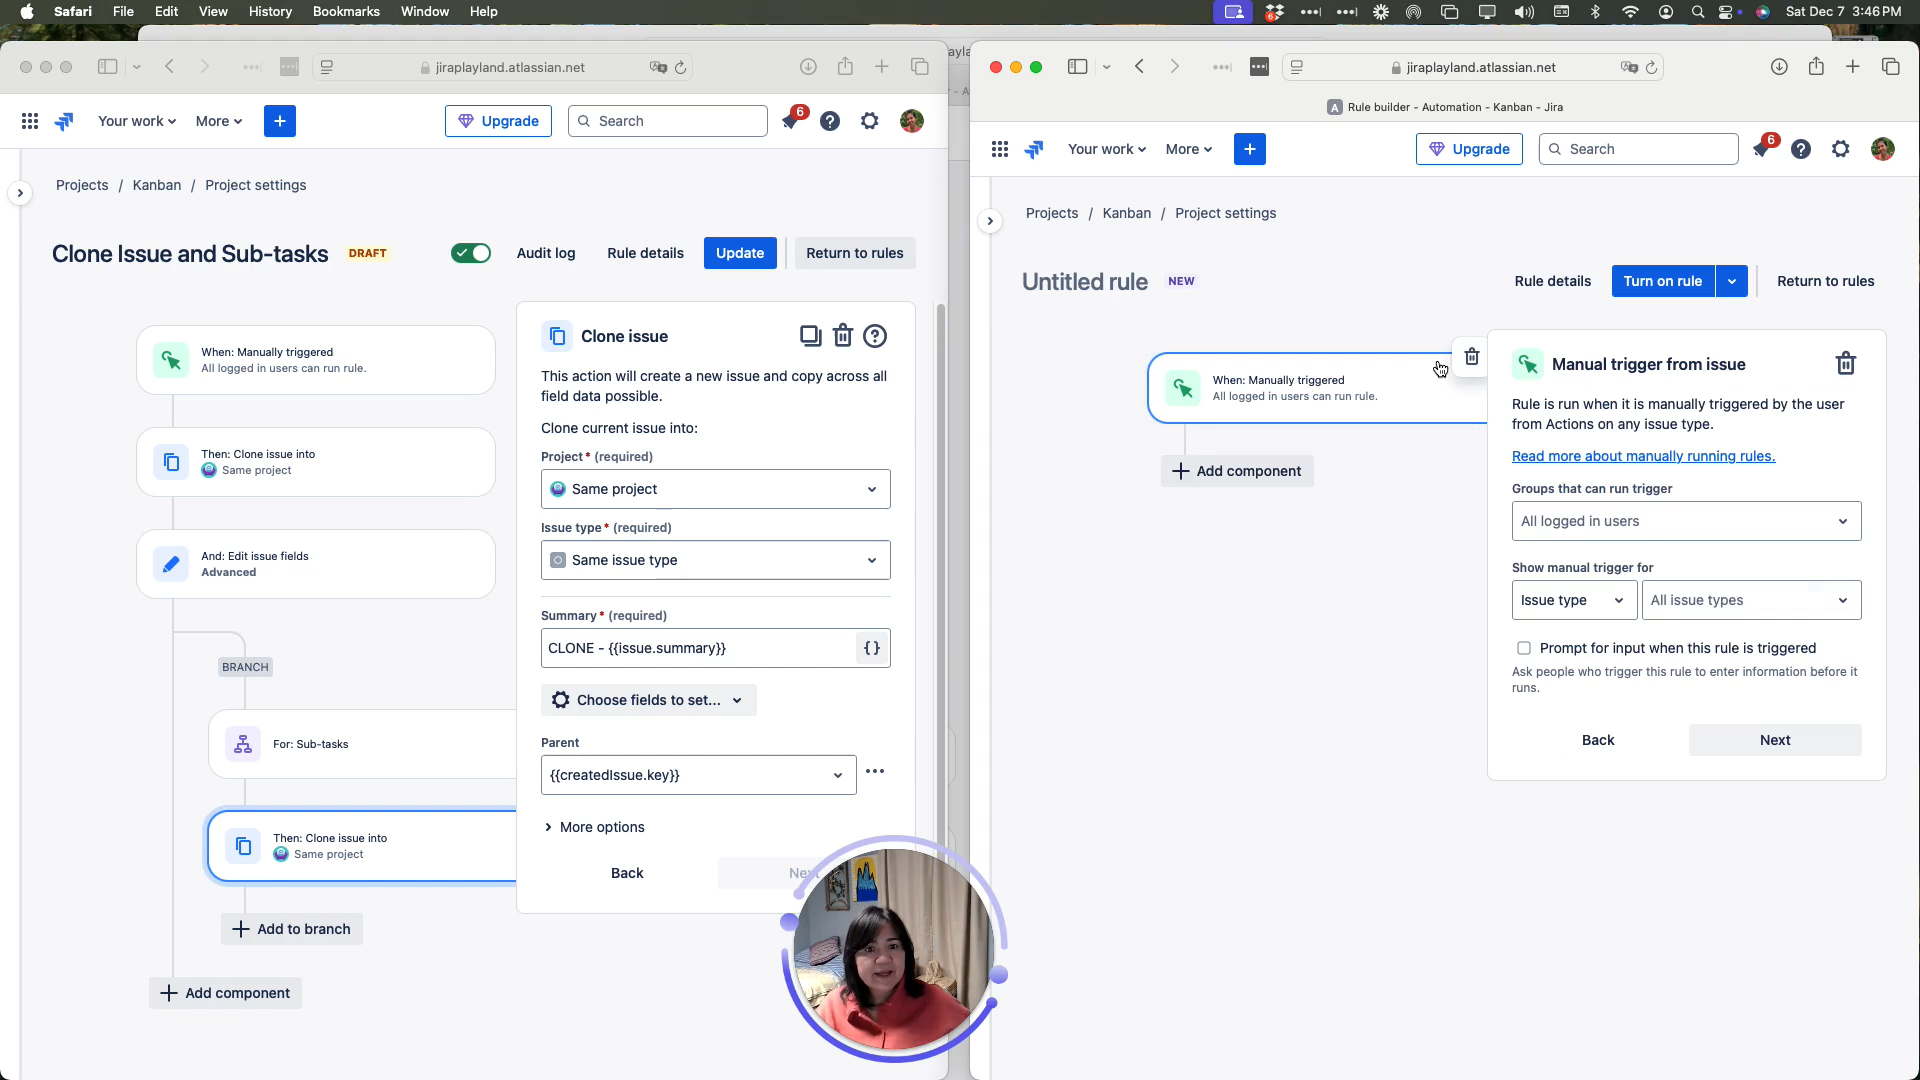 Safari File Edit View History Bookmarks Window Help
6
Sat Dec 7 3:46 PM
jiraplayland.atlassian.net
Your work
More
Upgrade
Search
6
Projects / Kanban / Project settings
Clone Issue and Sub-tasks DRAFT
Audit log
Rule details
Update
Return to rules
When: Manually triggered
All logged in users can run rule.
Then: Clone issue into
Same project
And: Edit issue fields
Advanced
BRANCH
For: Sub-tasks
Then: Clone issue into
Same project
Add to branch
Add component
Clone issue
This action will create a new issue and copy across all
field data possible.
Clone current issue into:
Project* (required)
Same project
Issue type* (required)
Same issue type
Summary* (required)
CLONE - {{issue.summary}}
{}
Choose fields to set...
Parent
{{createdIssue.key}}
More options
Back
jiraplayland.atlassian.net
A Rule builder - Automation - Kanban - Jira
Your work
More
Upgrade
Search
6
Projects / Kanban / Project settings
Untitled rule NEW
Rule details
Turn on rule
Return to rules
When: Manually triggered
All logged in users can run rule.
Add component
Manual trigger from issue
Rule is run when it is manually triggered by the user
from Actions on any issue type.
Read more about manually running rules.
Groups that can run trigger
All logged in users
Show manual trigger for
Issue type
All issue types
Prompt for input when this rule is triggered
Ask people who trigger this rule to enter information before it
runs.
Back
Next